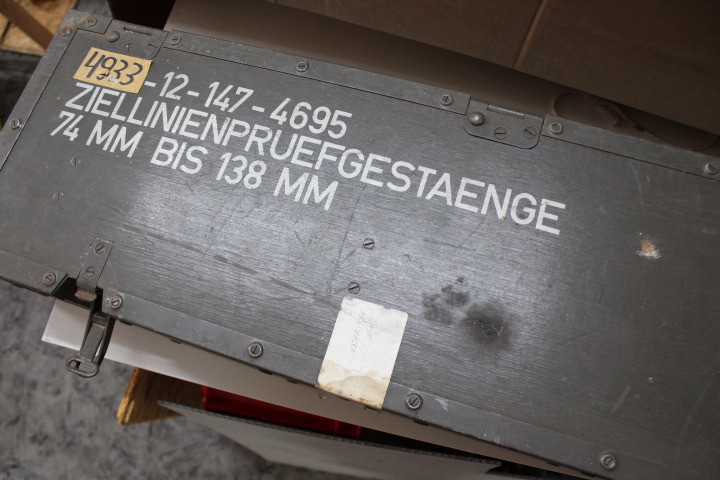 4933-12-147-4695
ZIELLINIENPRUEFGESTAENGE
74 MM BIS 138 MM